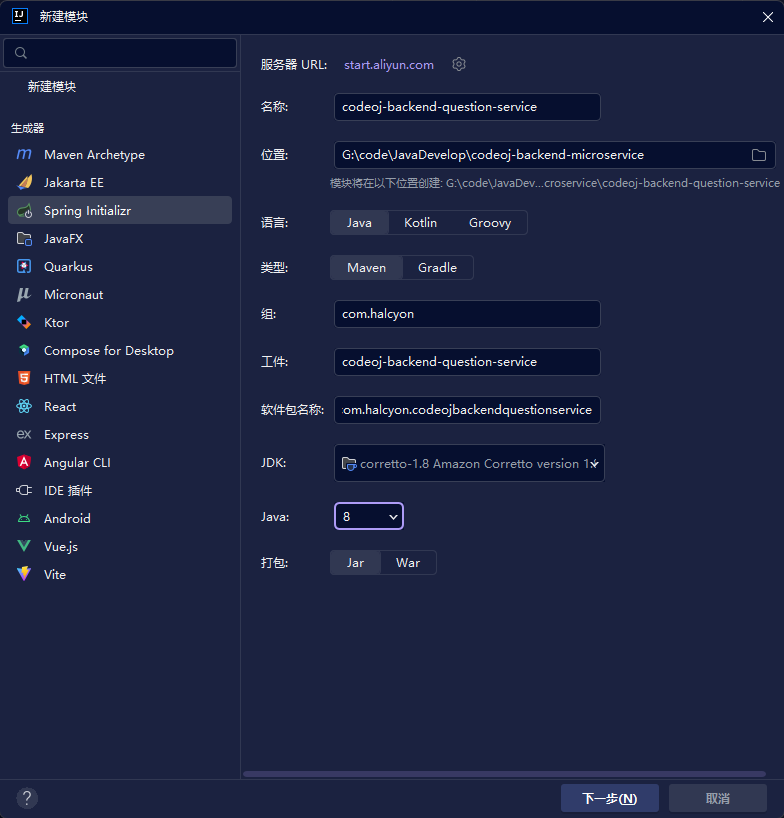 新建模块
新建模块
生成器
Maven Archetype
Jakarta EE
Spring Initializr
JavaFX
Quarkus
Micronaut
Ktor
Compose for Desktop
HTML 文件
React
Express
Angular CLI
IDE 插件
Android
Vue.js
Vite
服务器 URL: start.aliyun.com
名称: codeoj-backend-question-service
位置: G:\code\JavaDevelop\codeoj-backend-microservice
模块将在以下位置创建: G:\code\JavaDev...croservice\codeoj-backend-question-service
语言: Java Kotlin Groovy
类型: Maven Gradle
组: com.halcyon
工件: codeoj-backend-question-service
软件包名称: com.halcyon.codeojbackendquestionservice
JDK: corretto-1.8 Amazon Corretto version 1.
Java: 8
打包: Jar War
? 下一步(N) 取消